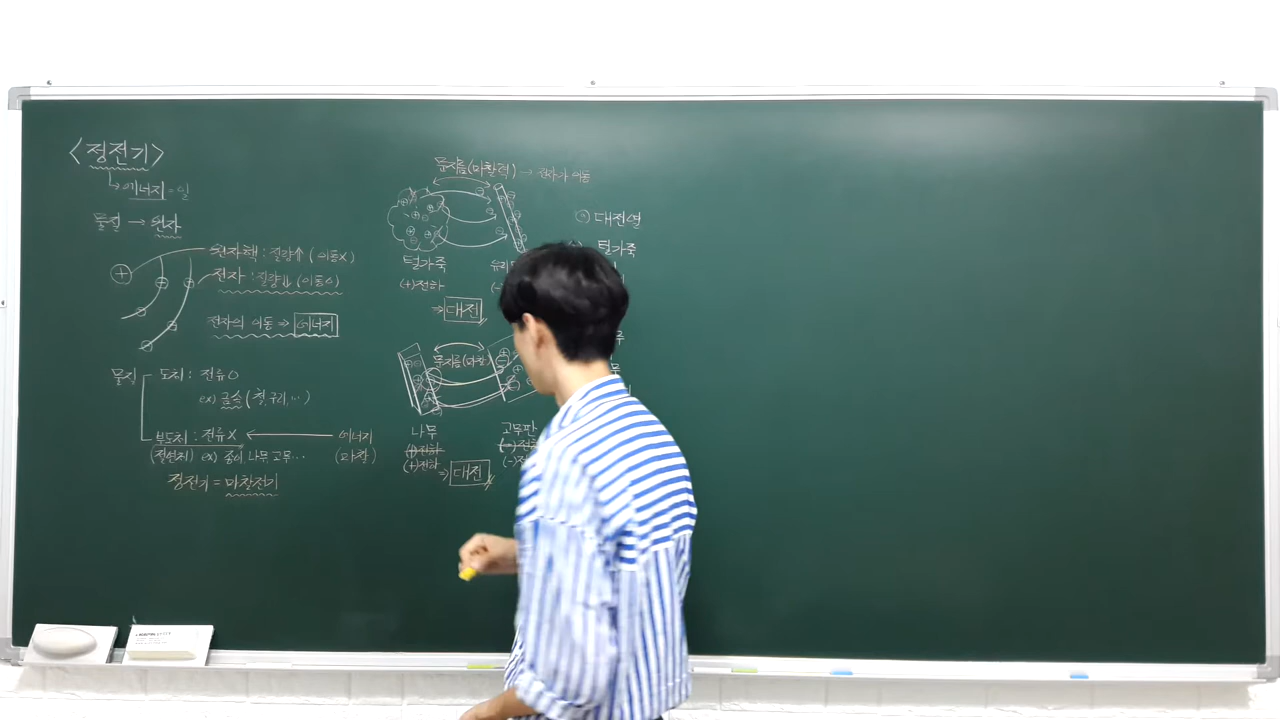 <정전기>
↳ 에너지 = 일
물질 → 원자
원자핵 : 질량↑ (이동X)
전자 : 질량↓ (이동O)
전자의 이동 ⇒ 에너지
물질
도체 : 전류O
ex) 금속 (철, 구리, …)
부도체 : 전류X ← 에너지
(절연체) ex) 종이, 나무, 고무… (마찰)
정전기 = 마찰전기
문지름(마찰력) → 전자가 이동
털가죽
(+)전하
⇒ 대전
문지름(마찰)
나무 고무판
(+)전하
(+)전하
⇒ 대전
대전열
털가죽